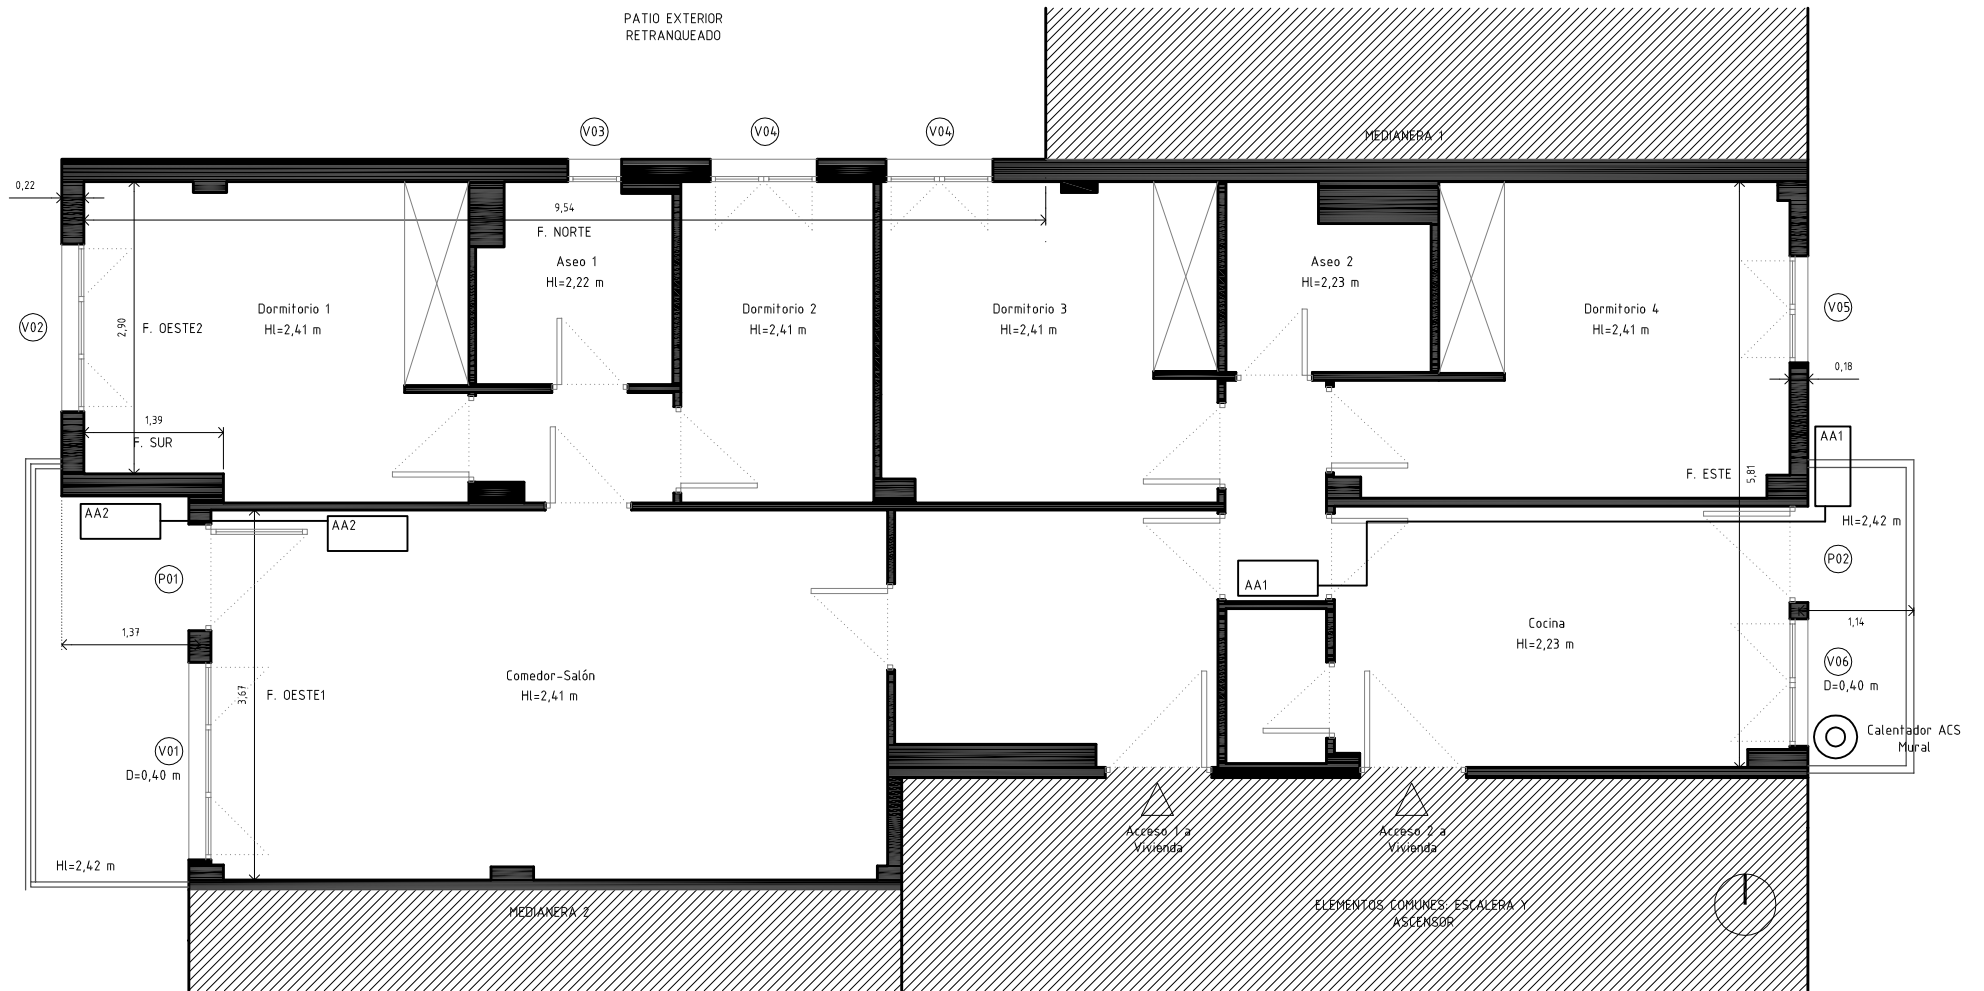 PATIO EXTERIOR
RETRANQUEADO
V03
V04
V04
MEDIANERA 1
0,22
9,54
F. NORTE
Aseo 1
Hl=2,22 m
Aseo 2
Hl=2,23 m
Dormitorio 1
Hl=2,41 m
Dormitorio 2
Hl=2,41 m
Dormitorio 3
Hl=2,41 m
Dormitorio 4
Hl=2,41 m
V02
2,90
F. OESTE2
V05
0,18
1,39
F. SUR
AA1
F. ESTE
5,81
AA2
AA2
Hl=2,42 m
P01
P02
AA1
1,37
1,14
Cocina
Hl=2,23 m
Comedor-Salón
Hl=2,41 m
3,67
F. OESTE1
V06
D=0,40 m
V01
D=0,40 m
Calentador ACS
Mural
Acceso 1 a
Vivienda
Acceso 2 a
Vivienda
Hl=2,42 m
MEDIANERA 2
ELEMENTOS COMUNES: ESCALERA Y
ASCENSOR